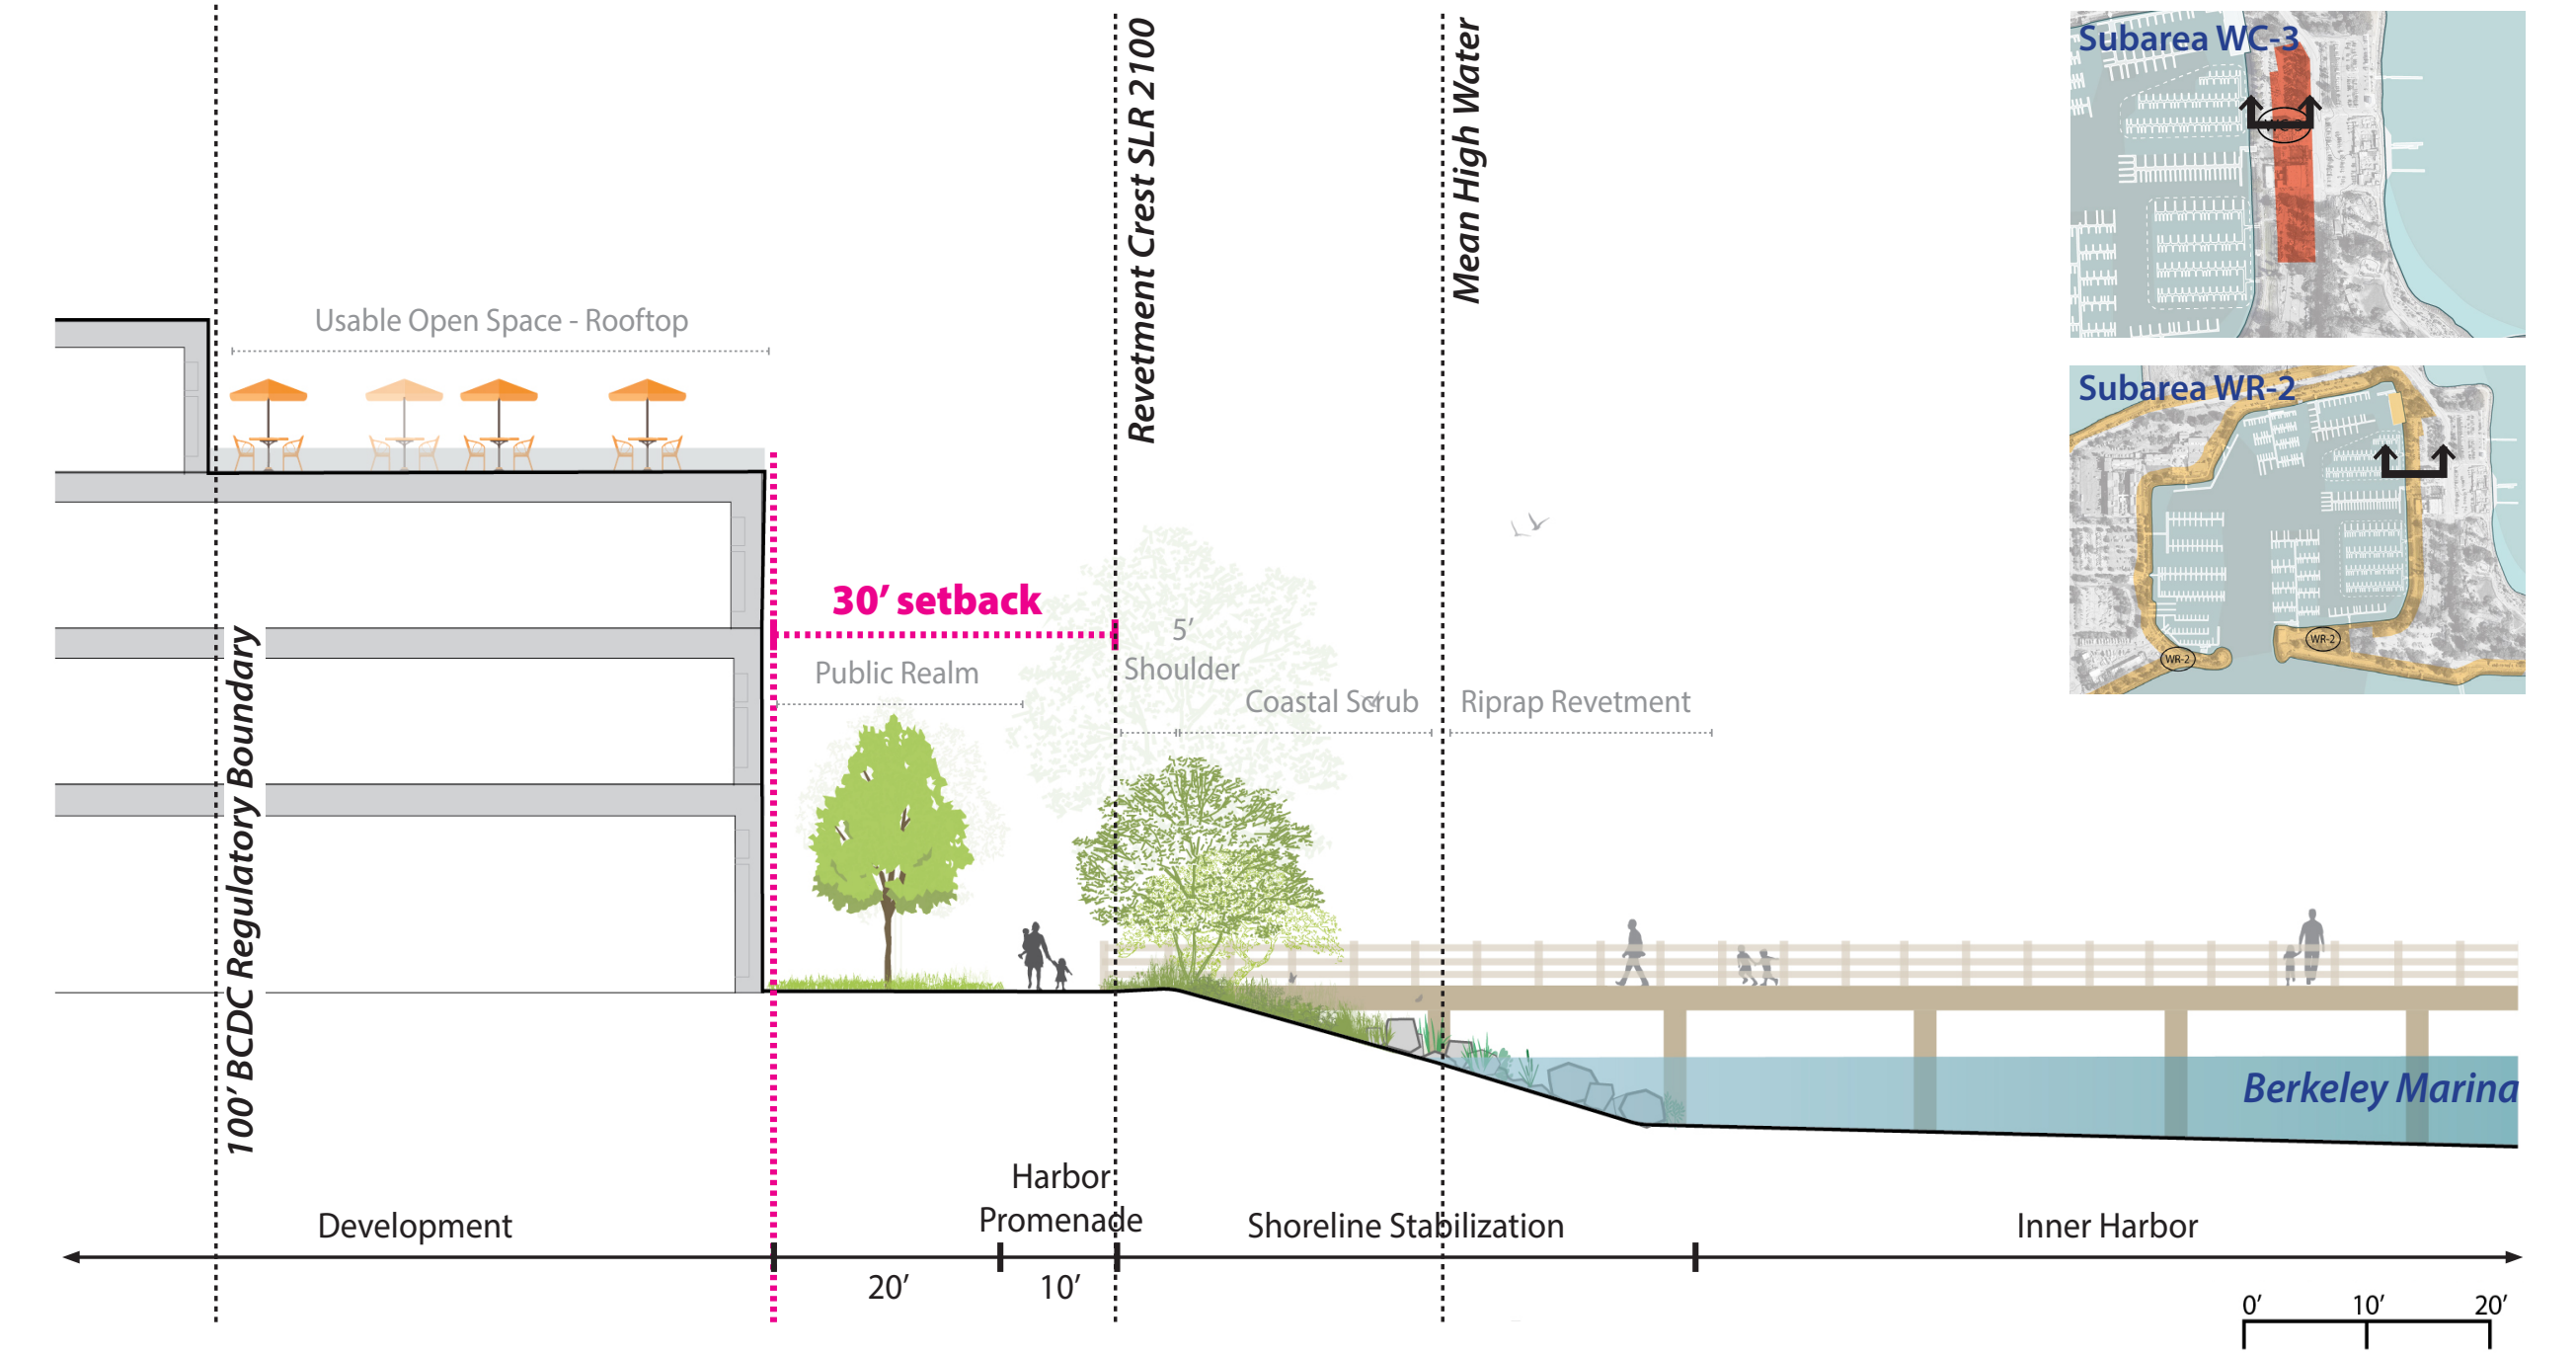 Revetment Crest SLR 2100
Mean High Water
Subarea WC-3
Usable Open Space - Rooftop
Subarea WR-2
30’ setback
5’
Shoulder
Public Realm
Coastal Scrub
Riprap Revetment
WR-2
WR-2
100’ BCDC Regulatory Boundary
Berkeley Marina
Harbor
Promenade
Development
Shoreline Stabilization
Inner Harbor
20’
10’
0’
10’
20’